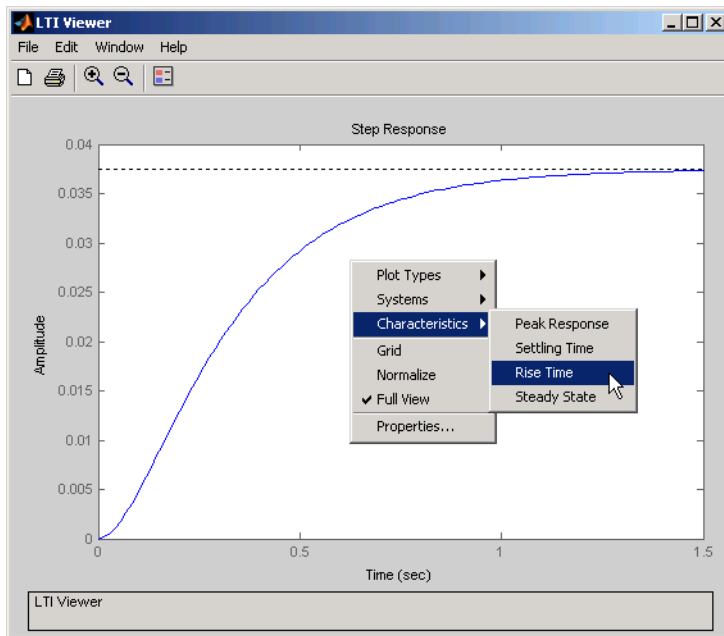 LTI Viewer
File Edit Window Help
Step Response
0.04
0.035
0.03
0.025
0.02
0.015
0.01
0.005
0
Amplitude
0
0.5
1
1.5
Time (sec)
Plot Types
Systems
Characteristics
Grid
Normalize
Full View
Properties...
Peak Response
Settling Time
Rise Time
Steady State
LTI Viewer